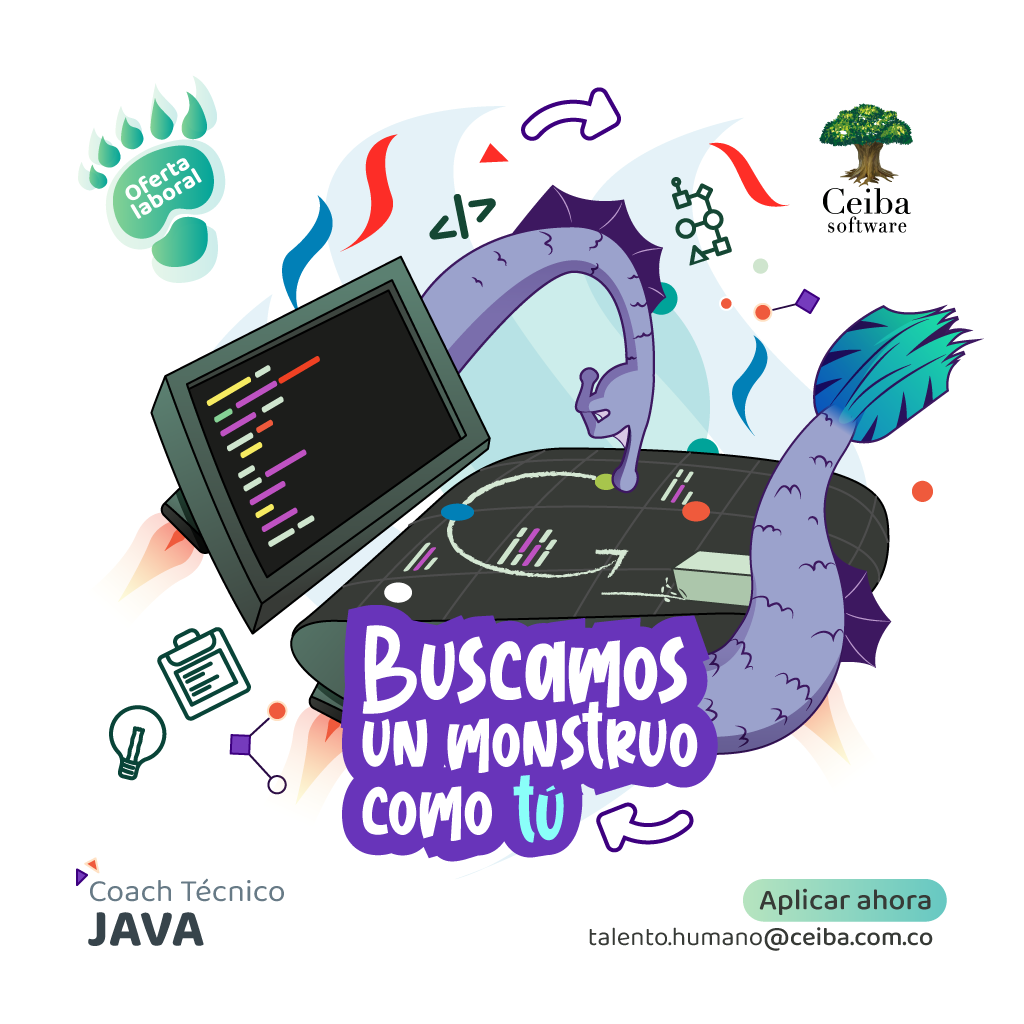 Oferta
laboral
Ceiba
software
</>
Buscamos
un monstruo
como tú
Coach Técnico
JAVA
Aplicar ahora
talento.humano@ceiba.com.co